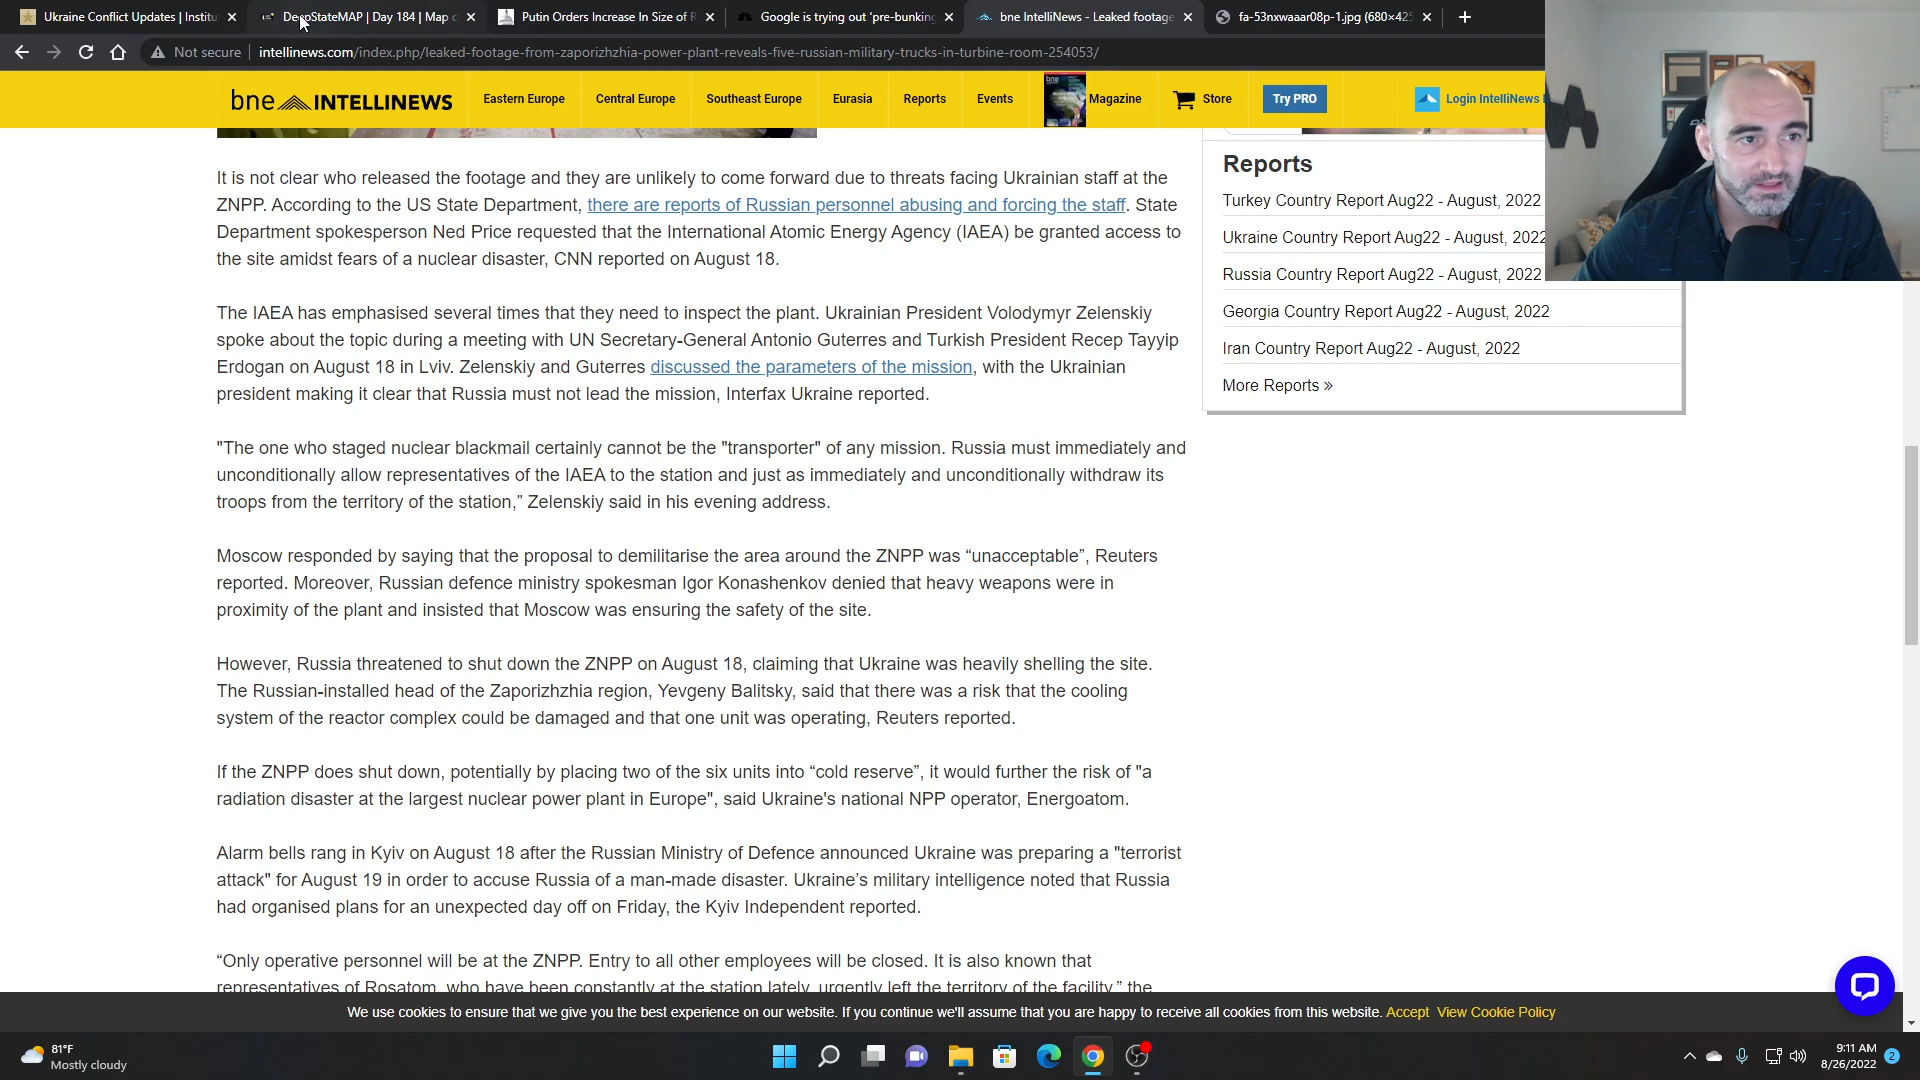 Ukraine Conflict Updates | Institu
DeepStateMAP | Day 184 | Map o
Putin Orders Increase In Size of R
Google is trying out 'pre-bunking
bne IntelliNews - Leaked footage
fa-53nxwaaar08p-1.jpg (680×425
Not secure
intellinews.com/index.php/leaked-footage-from-zaporizhzhia-power-plant-reveals-five-russian-military-trucks-in-turbine-room-254053/
bne INTELLINEWS
Eastern Europe
Central Europe
Southeast Europe
Eurasia
Reports
Events
Magazine
Store
Try PRO
Login IntelliNews
It is not clear who released the footage and they are unlikely to come forward due to threats facing Ukrainian staff at the
ZNPP. According to the US State Department, there are reports of Russian personnel abusing and forcing the staff. State
Department spokesperson Ned Price requested that the International Atomic Energy Agency (IAEA) be granted access to
the site amidst fears of a nuclear disaster, CNN reported on August 18.
The IAEA has emphasised several times that they need to inspect the plant. Ukrainian President Volodymyr Zelenskiy
spoke about the topic during a meeting with UN Secretary-General Antonio Guterres and Turkish President Recep Tayyip
Erdogan on August 18 in Lviv. Zelenskiy and Guterres discussed the parameters of the mission, with the Ukrainian
president making it clear that Russia must not lead the mission, Interfax Ukraine reported.
"The one who staged nuclear blackmail certainly cannot be the "transporter" of any mission. Russia must immediately and
unconditionally allow representatives of the IAEA to the station and just as immediately and unconditionally withdraw its
troops from the territory of the station,” Zelenskiy said in his evening address.
Moscow responded by saying that the proposal to demilitarise the area around the ZNPP was “unacceptable”, Reuters
reported. Moreover, Russian defence ministry spokesman Igor Konashenkov denied that heavy weapons were in
proximity of the plant and insisted that Moscow was ensuring the safety of the site.
However, Russia threatened to shut down the ZNPP on August 18, claiming that Ukraine was heavily shelling the site.
The Russian-installed head of the Zaporizhzhia region, Yevgeny Balitsky, said that there was a risk that the cooling
system of the reactor complex could be damaged and that one unit was operating, Reuters reported.
If the ZNPP does shut down, potentially by placing two of the six units into “cold reserve”, it would further the risk of "a
radiation disaster at the largest nuclear power plant in Europe", said Ukraine's national NPP operator, Energoatom.
Alarm bells rang in Kyiv on August 18 after the Russian Ministry of Defence announced Ukraine was preparing a "terrorist
attack" for August 19 in order to accuse Russia of a man-made disaster. Ukraine’s military intelligence noted that Russia
had organised plans for an unexpected day off on Friday, the Kyiv Independent reported.
“Only operative personnel will be at the ZNPP. Entry to all other employees will be closed. It is also known that
representatives of Rosatom, who have been constantly at the station lately, urgently left the territory of the facility,” the
Reports
Turkey Country Report Aug22 - August, 2022
Ukraine Country Report Aug22 - August, 2022
Russia Country Report Aug22 - August, 2022
Georgia Country Report Aug22 - August, 2022
Iran Country Report Aug22 - August, 2022
More Reports »
We use cookies to ensure that we give you the best experience on our website. If you continue we'll assume that you are happy to receive all cookies from this website. Accept View Cookie Policy
81°F
Mostly cloudy
9:11 AM
8/26/2022
2